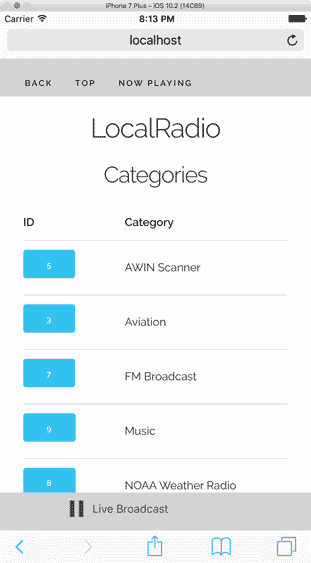 iPhone 7 Plus – iOS 10.2 (14C89)
Carrier 8:13 PM
localhost
BACK TOP NOW PLAYING
LocalRadio
Categories
ID Category
5 AWIN Scanner
3 Aviation
7 FM Broadcast
9 Music
8 NOAA Weather Radio
Live Broadcast